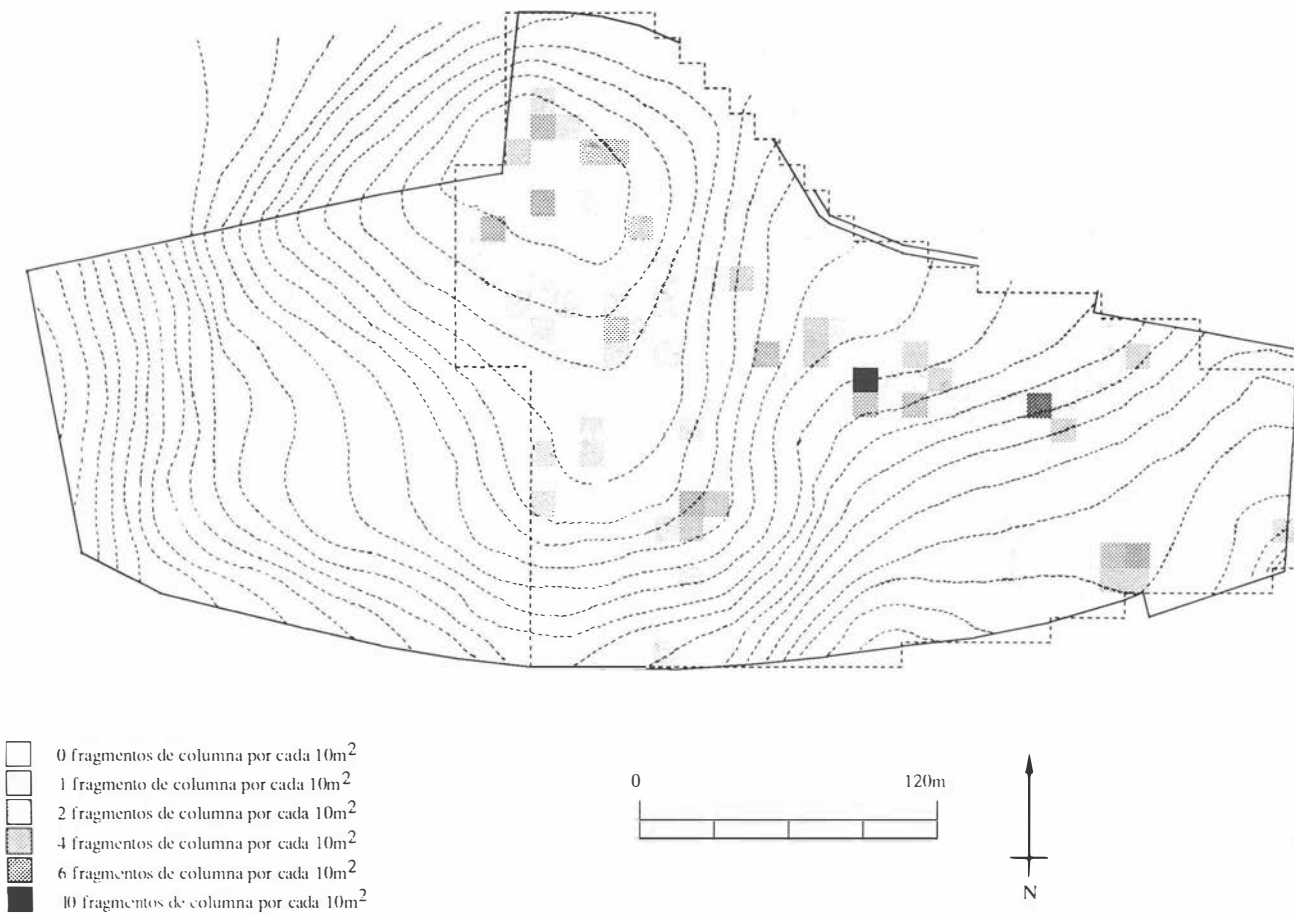 0 fragmentos de columna por cada 10m²
1 fragmento de columna por cada 10m²
2 fragmentos de columna por cada 10m²
4 fragmentos de columna por cada 10m²
6 fragmentos de columna por cada 10m²
10 fragmentos de columna por cada 10m²
0 120m
N